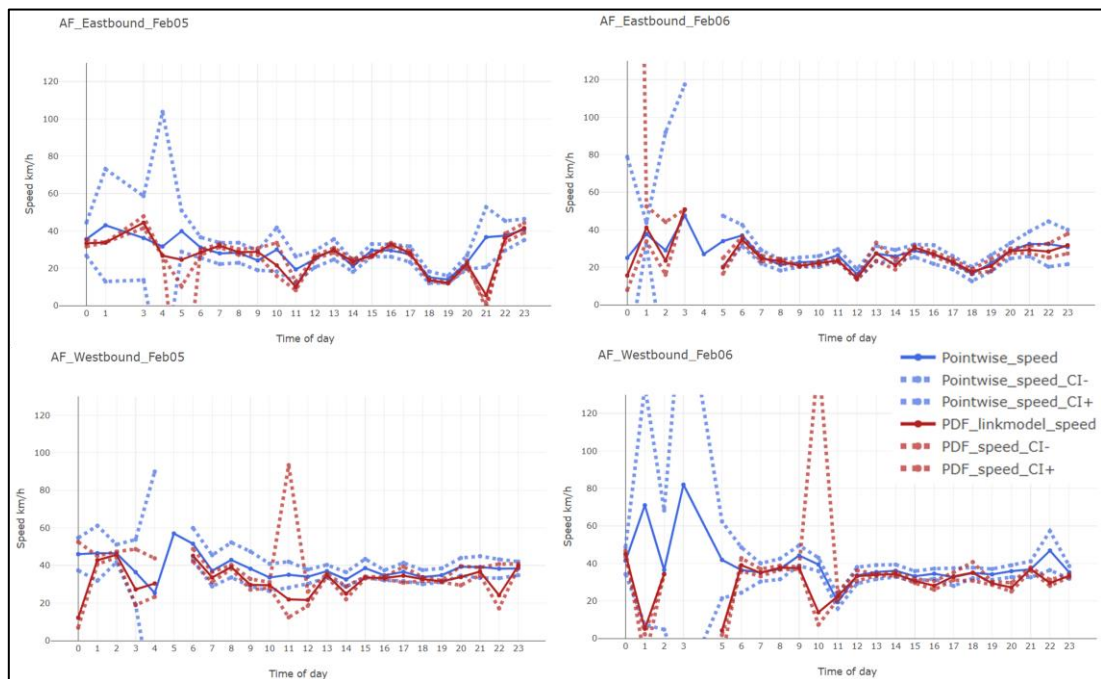 AF_Eastbound_Feb05
120
100
80
60
40
20
0
Speed km/h
0 1 3 4 5 6 7 8 9 10 11 12 13 14 15 16 17 18 19 20 21 22 23
Time of day
AF_Eastbound_Feb06
120
100
80
60
40
20
0
Speed km/h
0 1 2 3 4 5 6 7 8 9 10 11 12 13 14 15 16 17 18 19 20 21 22 23
Time of day
AF_Westbound_Feb05
120
100
80
60
40
20
0
Speed km/h
0 1 2 3 4 5 6 7 8 9 10 11 12 13 14 15 16 17 18 19 20 21 22 23
Time of day
AF_Westbound_Feb06
120
100
80
60
40
20
0
Speed km/h
0 1 2 3 5 6 7 8 9 10 11 12 13 14 15 16 17 18 19 20 21 22 23
Time of day
Pointwise_speed
Pointwise_speed_CI-
Pointwise_speed_CI+
PDF_linkmodel_speed
PDF_speed_CI-
PDF_speed_CI+